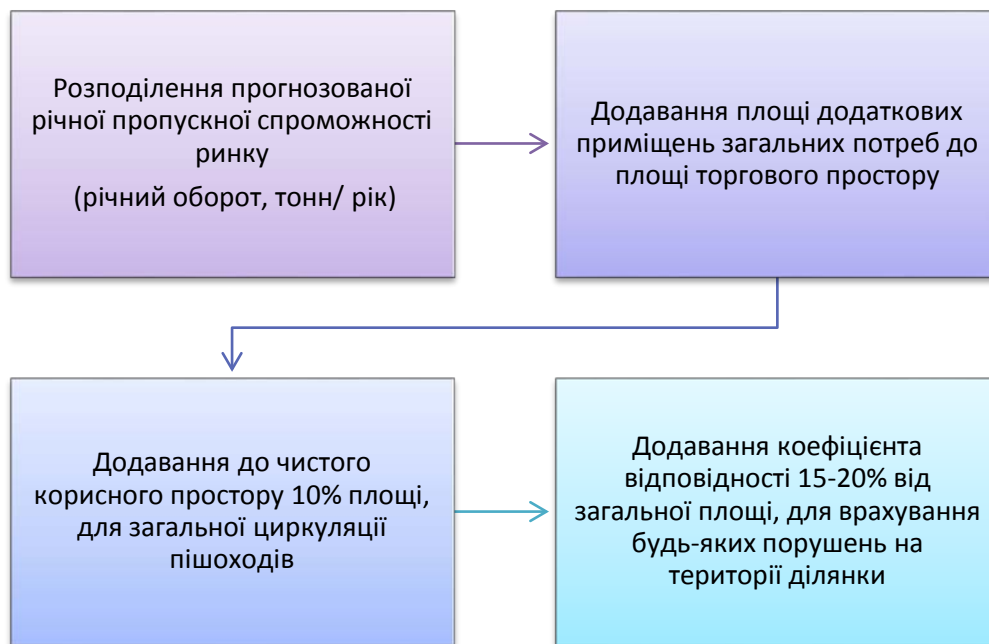 Розподілення прогнозованої
річної пропускної спроможності
ринку
(річний оборот, тонн/ рік)
Додавання площі додаткових
приміщень загальних потреб до
площі торгового простору
Додавання до чистого
корисного простору 10% площі,
для загальної циркуляції
пішоходів
Додавання коефіцієнта
відповідності 15-20% від
загальної площі, для врахування
будь-яких порушень на
території ділянки